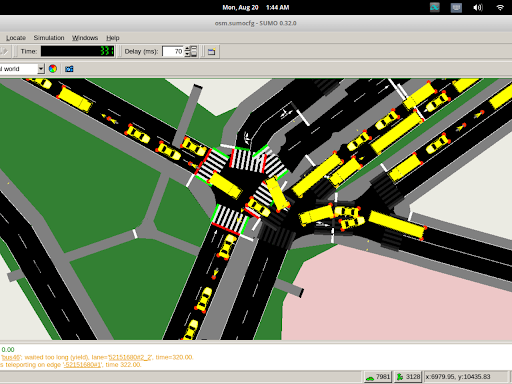 Mon, Aug 20 1:44 AM
osm.sumocfg - SUMO 0.32.0
Locate Simulation Windows Help
Time: 331 Delay (ms): 70
al world
0.00
'bus46': waited too long (yield), lane='52151680#2_2', time=320.00.
s teleporting on edge '-52151680#1', time 322.00.
7981 3128 x:6979.95, y:10435.83